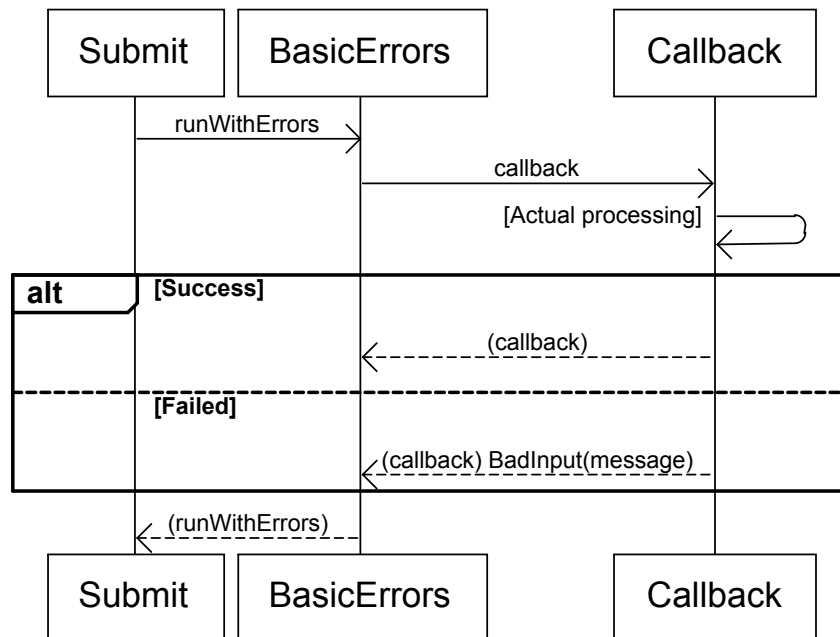 Submit
BasicErrors
Callback
runWithErrors
callback
[Actual processing]
alt
[Success]
(callback)
[Failed]
(callback) BadInput(message)
(runWithErrors)
Submit
BasicErrors
Callback